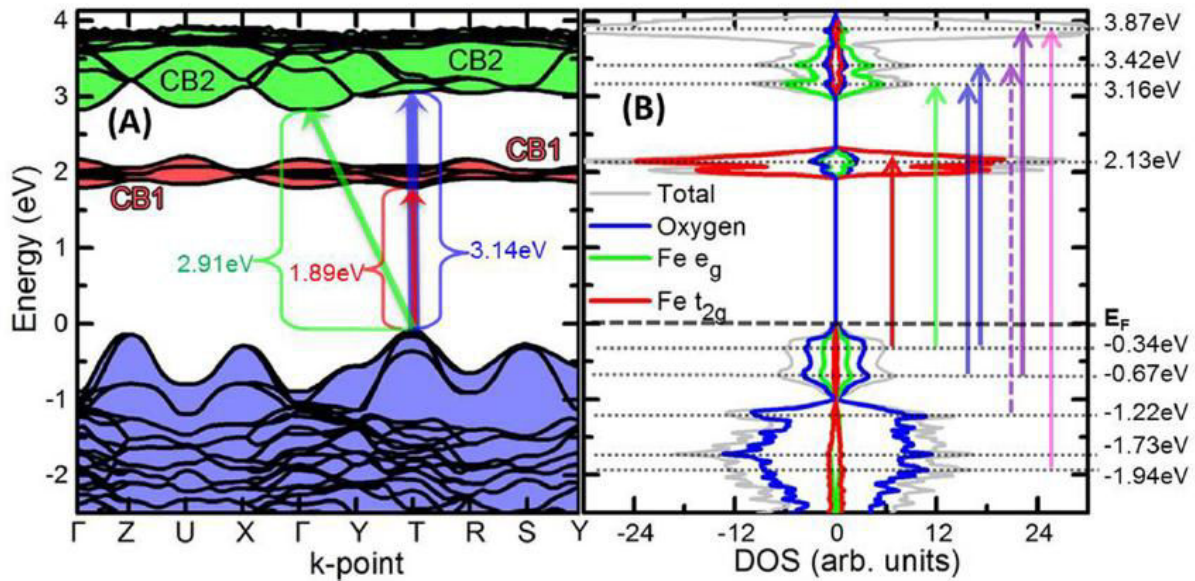 4
3
2
1
0
-1
-2
Energy (eV)
(A)
CB2
CB2
CB1
CB1
2.91eV
1.89eV
3.14eV
Γ Z U X Γ Y T R S Y
k-point
(B)
Total
Oxygen
Fe eg
Fe t2g
3.87eV
3.42eV
3.16eV
2.13eV
EF
-0.34eV
-0.67eV
-1.22eV
-1.73eV
-1.94eV
-24 -12 0 12 24
DOS (arb. units)